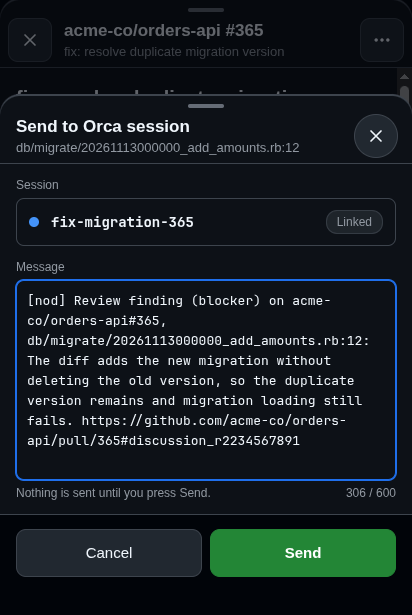 acme-co/orders-api #365
fix: resolve duplicate migration version
Send to Orca session
db/migrate/20261113000000_add_amounts.rb:12
Session
fix-migration-365
Linked
Message
[nod] Review finding (blocker) on acme-
co/orders-api#365,
db/migrate/20261113000000_add_amounts.rb:12:
The diff adds the new migration without
deleting the old version, so the duplicate
version remains and migration loading still
fails. https://github.com/acme-co/orders-
api/pull/365#discussion_r2234567891
Nothing is sent until you press Send.
306 / 600
Cancel
Send